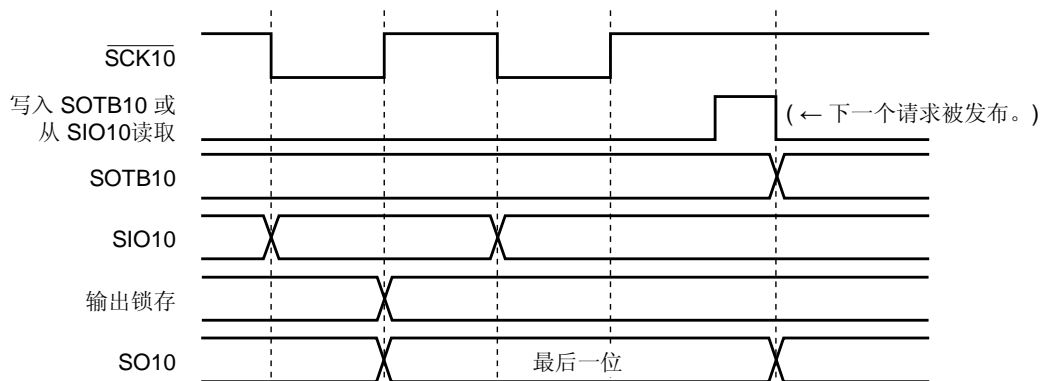 SCK10
写入 SOTB10 或
从 SIO10读取
( ← 下一个请求被发布。)
SOTB10
SIO10
输出锁存
SO10
最后一位